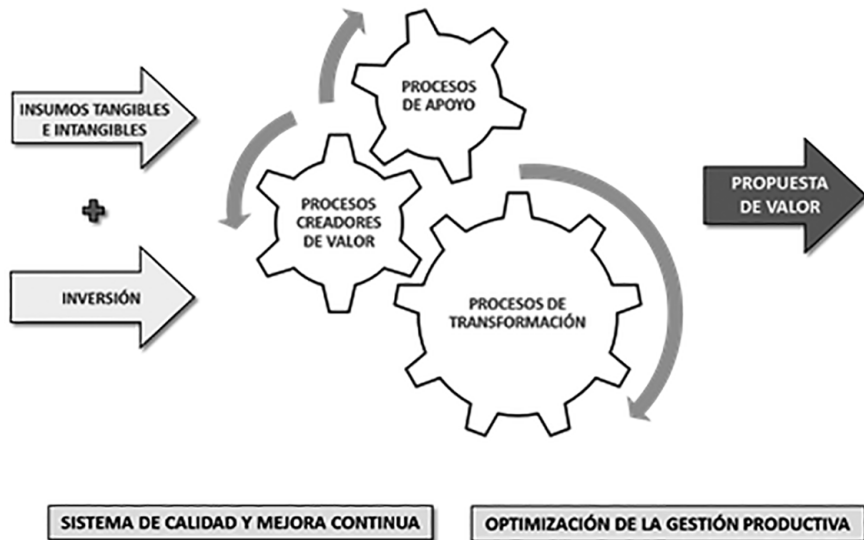 INSUMOS TANGIBLES
E INTANGIBLES
INVERSIÓN
PROCESOS
DE APOYO
PROCESOS
CREADORES
DE VALOR
PROCESOS DE
TRANSFORMACIÓN
PROPUESTA
DE VALOR
SISTEMA DE CALIDAD Y MEJORA CONTINUA
OPTIMIZACIÓN DE LA GESTIÓN PRODUCTIVA